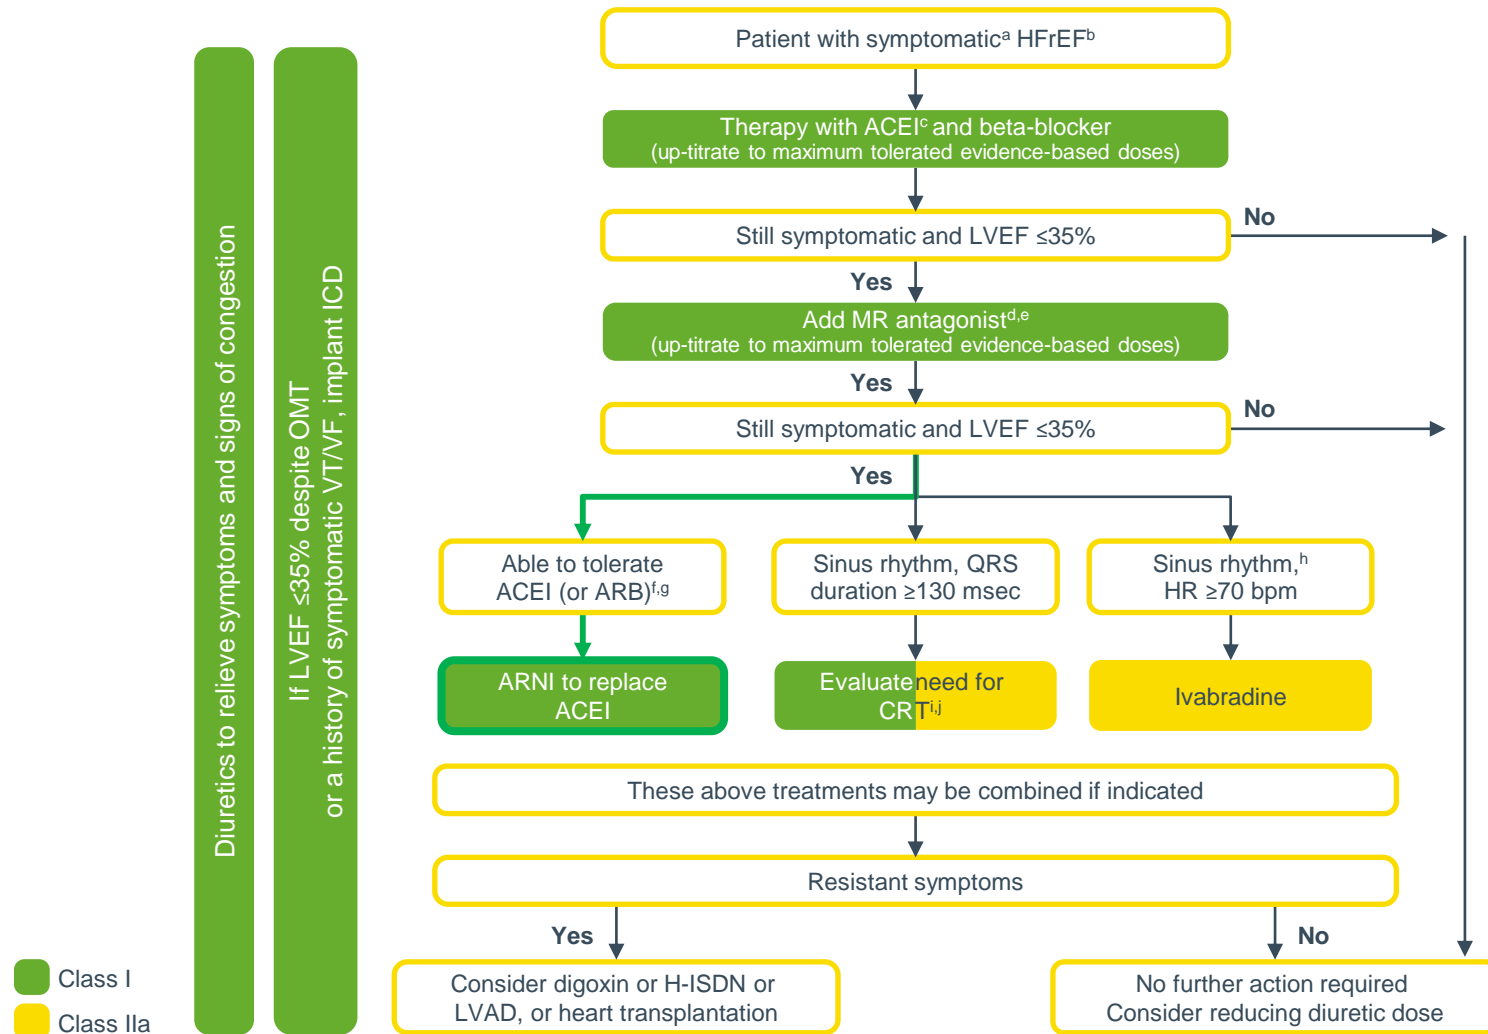 Patient with symptomaticᵃ HFrEFᵇ
Therapy with ACEIᶜ and beta-blocker
(up-titrate to maximum tolerated evidence-based doses)
Still symptomatic and LVEF ≤35%
No
Yes
Add MR antagonistᵈ,ᵉ
(up-titrate to maximum tolerated evidence-based doses)
Yes
Still symptomatic and LVEF ≤35%
No
Yes
Able to tolerate
ACEI (or ARB)ᶠ,ᵍ
Sinus rhythm, QRS
duration ≥130 msec
Sinus rhythm,ʰ
HR ≥70 bpm
ARNI to replace
ACEI
Evaluate need for
CRTⁱ,ʲ
Ivabradine
These above treatments may be combined if indicated
Resistant symptoms
Yes
No
Consider digoxin or H-ISDN or
LVAD, or heart transplantation
No further action required
Consider reducing diuretic dose
Diuretics to relieve symptoms and signs of congestion
If LVEF ≤35% despite OMT
or a history of symptomatic VT/VF, implant ICD
Class I
Class IIa